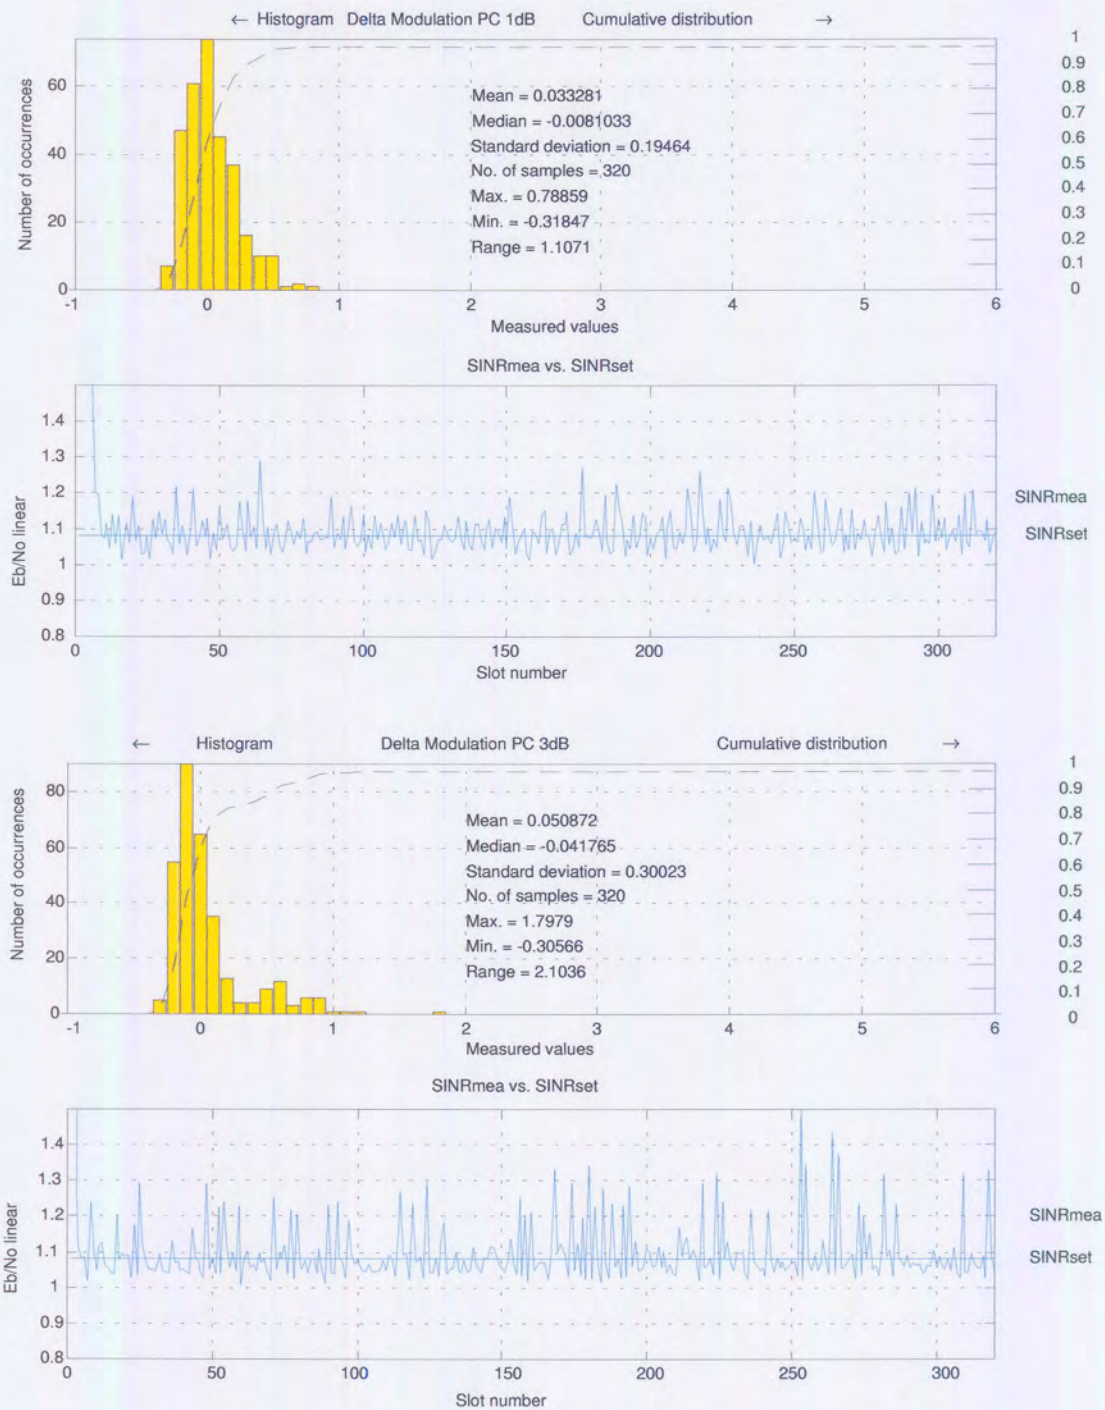 ← Histogram Delta Modulation PC 1dB Cumulative distribution →
Number of occurrences
60
40
20
0
1
0.9
0.8
0.7
0.6
0.5
0.4
0.3
0.2
0.1
0
Mean = 0.033281
Median = -0.0081033
Standard deviation = 0.19464
No. of samples = 320
Max. = 0.78859
Min. = -0.31847
Range = 1.1071
-1 0 1 2 3 4 5 6
Measured values
SINRmea vs. SINRset
Eb/No linear
1.4
1.3
1.2
1.1
1
0.9
0.8
SINRmea
SINRset
0 50 100 150 200 250 300
Slot number
← Histogram Delta Modulation PC 3dB Cumulative distribution →
Number of occurrences
80
60
40
20
0
1
0.9
0.8
0.7
0.6
0.5
0.4
0.3
0.2
0.1
0
Mean = 0.050872
Median = -0.041765
Standard deviation = 0.30023
No. of samples = 320
Max. = 1.7979
Min. = -0.30566
Range = 2.1036
-1 0 1 2 3 4 5 6
Measured values
SINRmea vs. SINRset
Eb/No linear
1.4
1.3
1.2
1.1
1
0.9
0.8
SINRmea
SINRset
0 50 100 150 200 250 300
Slot number